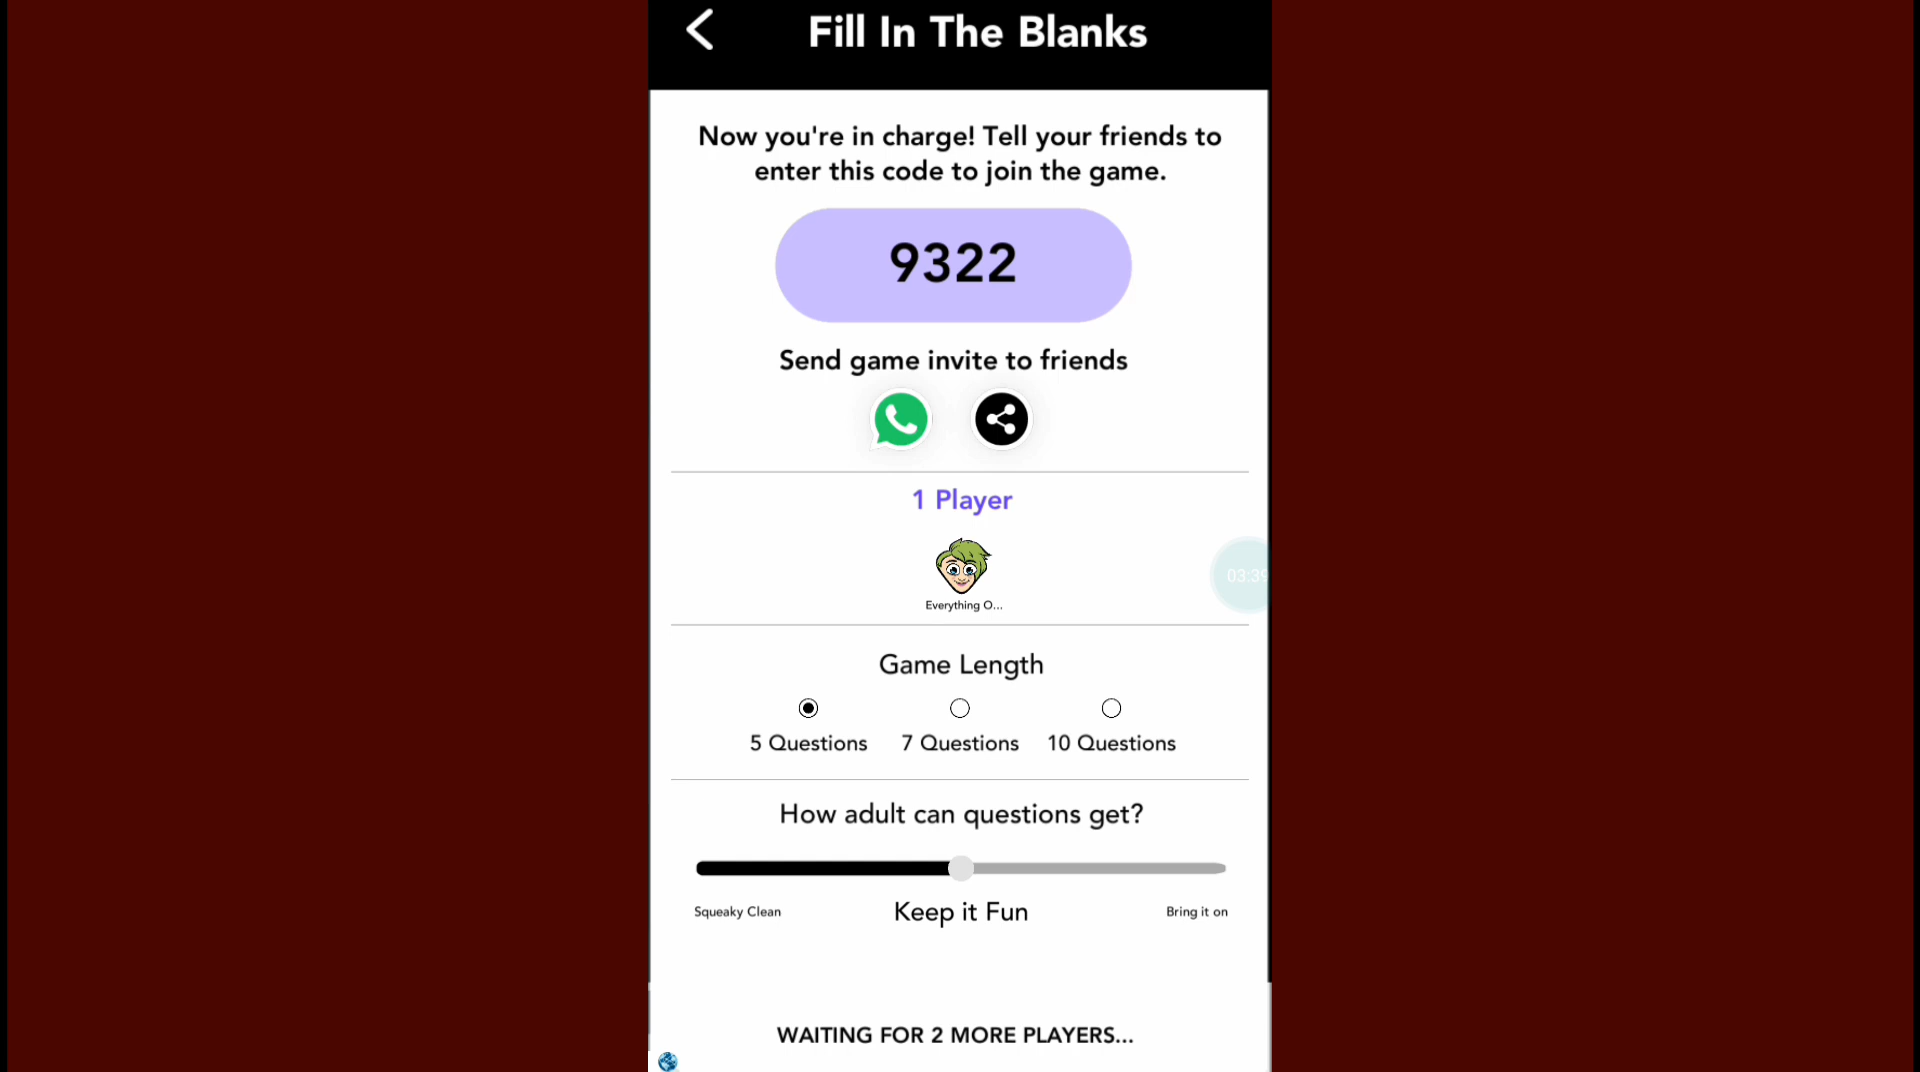 Fill In The Blanks
Now you're in charge! Tell your friends to
enter this code to join the game.
9322
Send game invite to friends
1 Player
Everything O...
03:39
Game Length
5 Questions 7 Questions 10 Questions
How adult can questions get?
Squeaky Clean Keep it Fun Bring it on
WAITING FOR 2 MORE PLAYERS...